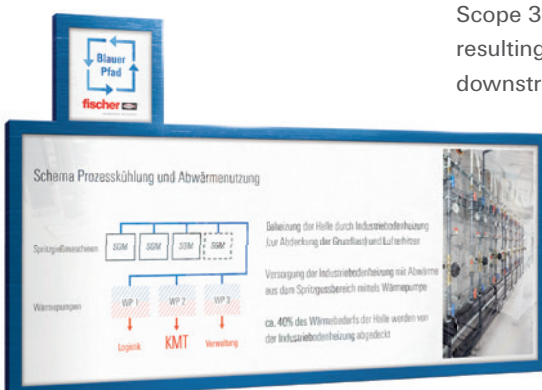 Scope 3
resulting
downstr
Blauer
Pfad
fischer
Schema Prozesskühlung und Abwärmenutzung
Spritzgießmaschinen
SGM SGM SGM SGM
Wärmepumpen
WP 1 WP 2 WP 3
Logistik KMT Verwaltung
Beheizung der Halle durch Industriebodenheizung
zur Abdeckung der Grundlast und Lufterhitzer
Versorgung der Industriebodenheizung mit Abwärme
aus dem Spritzgussbereich mittels Wärmepumpe
ca. 40% des Wärmebedarfs der Halle werden von
der Industriebodenheizung abgedeckt